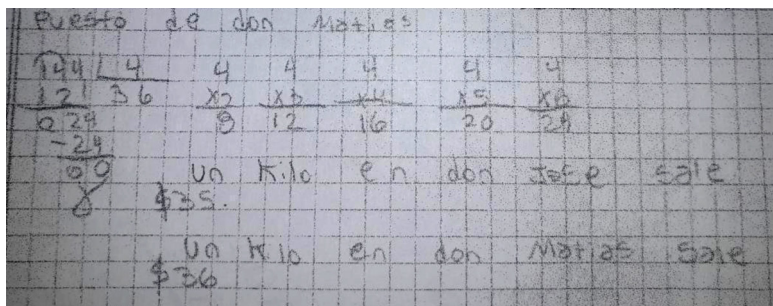 Puesto de don Matias
144 4 4 4 4 4 4
12 36 x2 x3 x4 x5 x6
024 8 12 16 20 24
-24
00
Un Kilo en don Jose sale
$35.
Un Kilo en don Matias sale
$36